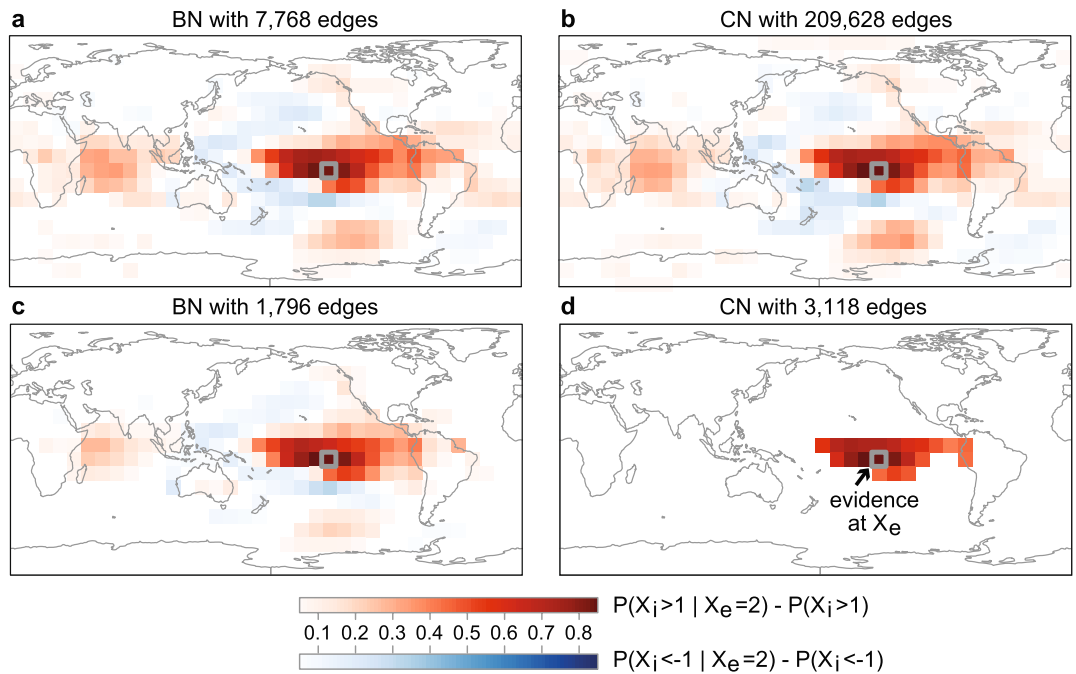 a BN with 7,768 edges
b CN with 209,628 edges
c BN with 1,796 edges
d CN with 3,118 edges
evidence
at Xe
P(Xi>1 | Xe=2) - P(Xi>1)
0.1 0.2 0.3 0.4 0.5 0.6 0.7 0.8
P(Xi<-1 | Xe=2) - P(Xi<-1)